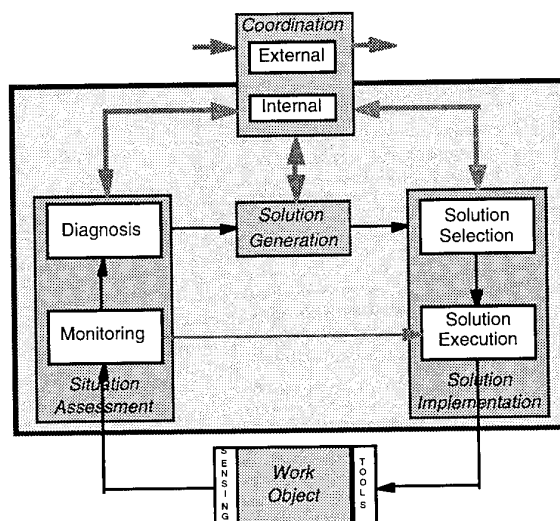 Coordination
External
Internal
Diagnosis
Solution
Generation
Solution
Selection
Monitoring
Solution
Execution
Situation
Assessment
Solution
Implementation
SENSING
Work
Object
TOOLS